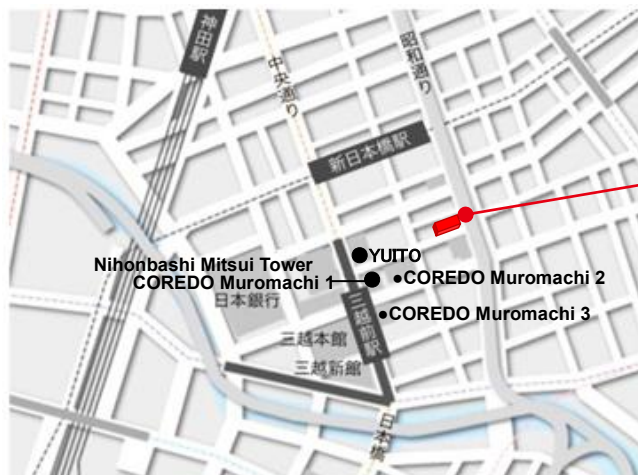 神田駅
中央通り
昭和通り
新日本橋駅
YUITO
Nihonbashi Mitsui Tower
COREDO Muromachi 1
COREDO Muromachi 2
日本銀行
三越前駅
COREDO Muromachi 3
三越本館
三越新館
日本橋